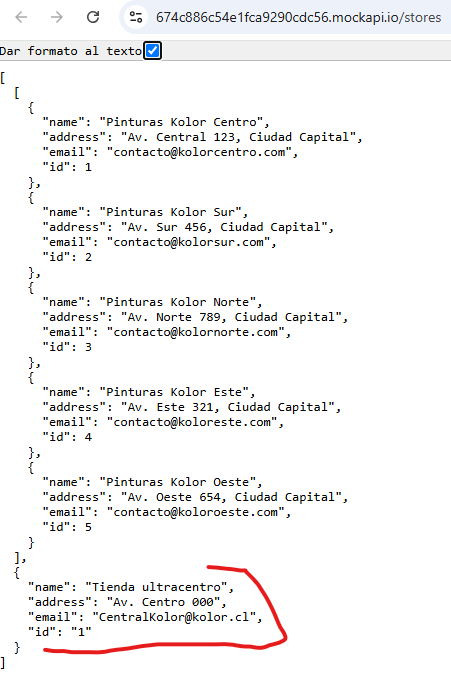 674c886c54e1fca9290cdc56.mockapi.io/stores
Dar formato al texto
[
  [
    {
      "name": "Pinturas Kolor Centro",
      "address": "Av. Central 123, Ciudad Capital",
      "email": "contacto@kolorcentro.com",
      "id": 1
    },
    {
      "name": "Pinturas Kolor Sur",
      "address": "Av. Sur 456, Ciudad Capital",
      "email": "contacto@kolorsur.com",
      "id": 2
    },
    {
      "name": "Pinturas Kolor Norte",
      "address": "Av. Norte 789, Ciudad Capital",
      "email": "contacto@kolornorte.com",
      "id": 3
    },
    {
      "name": "Pinturas Kolor Este",
      "address": "Av. Este 321, Ciudad Capital",
      "email": "contacto@koloreste.com",
      "id": 4
    },
    {
      "name": "Pinturas Kolor Oeste",
      "address": "Av. Oeste 654, Ciudad Capital",
      "email": "contacto@koloroeste.com",
      "id": 5
    }
  ],
  {
    "name": "Tienda ultracentro",
    "address": "Av. Centro 000",
    "email": "CentralKolor@kolor.cl",
    "id": "1"
  }
]